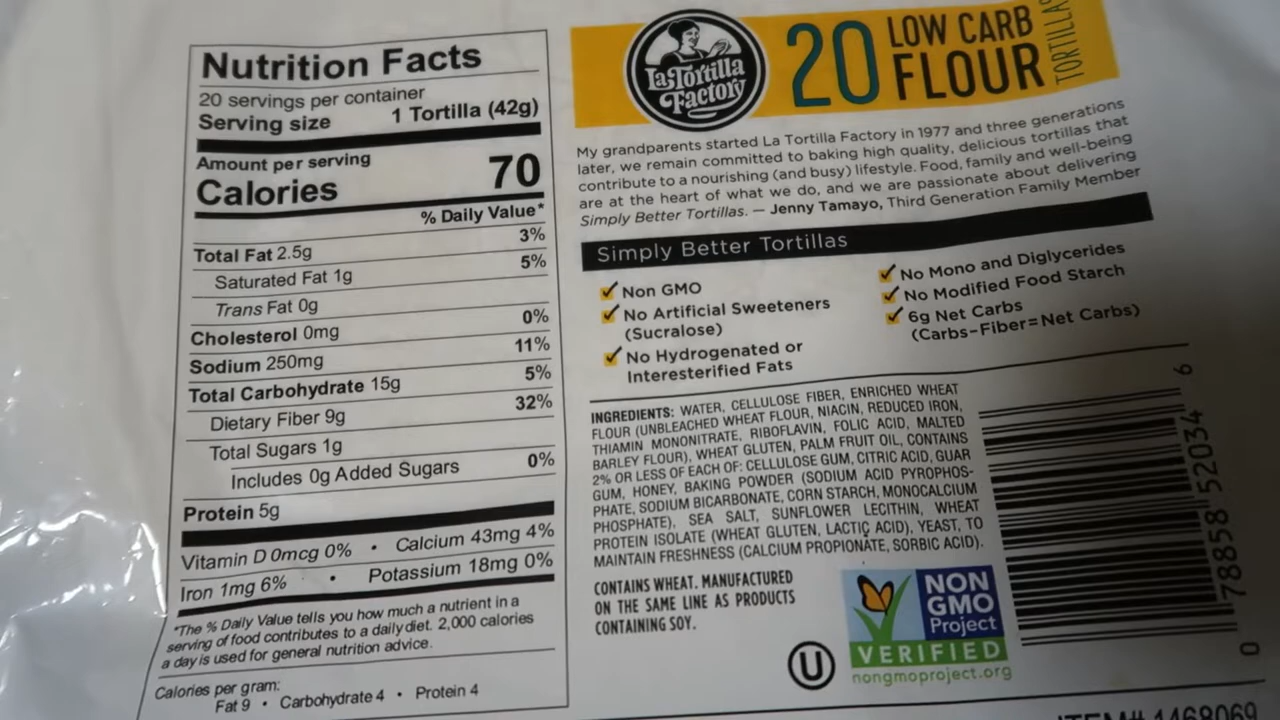 Nutrition Facts
20 servings per container
Serving size 1 Tortilla (42g)
Amount per serving
Calories 70
% Daily Value*
Total Fat 2.5g 3%
Saturated Fat 1g 5%
Trans Fat 0g
Cholesterol 0mg 0%
Sodium 250mg 11%
Total Carbohydrate 15g 5%
Dietary Fiber 9g 32%
Total Sugars 1g
Includes 0g Added Sugars 0%
Protein 5g
Vitamin D 0mcg 0% • Calcium 43mg 4%
Iron 1mg 6% • Potassium 18mg 0%
*The % Daily Value tells you how much a nutrient in a
serving of food contributes to a daily diet. 2,000 calories
a day is used for general nutrition advice.
Calories per gram:
Fat 9 • Carbohydrate 4 • Protein 4
La Tortilla
Factory
20 LOW CARB
FLOUR
TORTILLAS
My grandparents started La Tortilla Factory in 1977 and three generations
later, we remain committed to baking high quality, delicious tortillas that
contribute to a nourishing (and busy) lifestyle. Food, family and well-being
are at the heart of what we do, and we are passionate about delivering
Simply Better Tortillas. — Jenny Tamayo, Third Generation Family Member
Simply Better Tortillas
Non GMO
No Artificial Sweeteners
(Sucralose)
No Hydrogenated or
Interesterified Fats
No Mono and Diglycerides
No Modified Food Starch
6g Net Carbs
(Carbs-Fiber=Net Carbs)
INGREDIENTS: WATER, CELLULOSE FIBER, ENRICHED WHEAT
FLOUR (UNBLEACHED WHEAT FLOUR, NIACIN, REDUCED IRON,
THIAMIN MONONITRATE, RIBOFLAVIN, FOLIC ACID, MALTED
BARLEY FLOUR), WHEAT GLUTEN, PALM FRUIT OIL, CONTAINS
2% OR LESS OF EACH OF: CELLULOSE GUM, CITRIC ACID, GUAR
GUM, HONEY, BAKING POWDER (SODIUM ACID PYROPHOS-
PHATE, SODIUM BICARBONATE, CORN STARCH, MONOCALCIUM
PHOSPHATE), SEA SALT, SUNFLOWER LECITHIN, WHEAT
PROTEIN ISOLATE (WHEAT GLUTEN, LACTIC ACID), YEAST, TO
MAINTAIN FRESHNESS (CALCIUM PROPIONATE, SORBIC ACID).
CONTAINS WHEAT. MANUFACTURED
ON THE SAME LINE AS PRODUCTS
CONTAINING SOY.
U
NON
GMO
Project
VERIFIED
nongmoproject.org
0 78858 52034 6
ITEM# 4468069